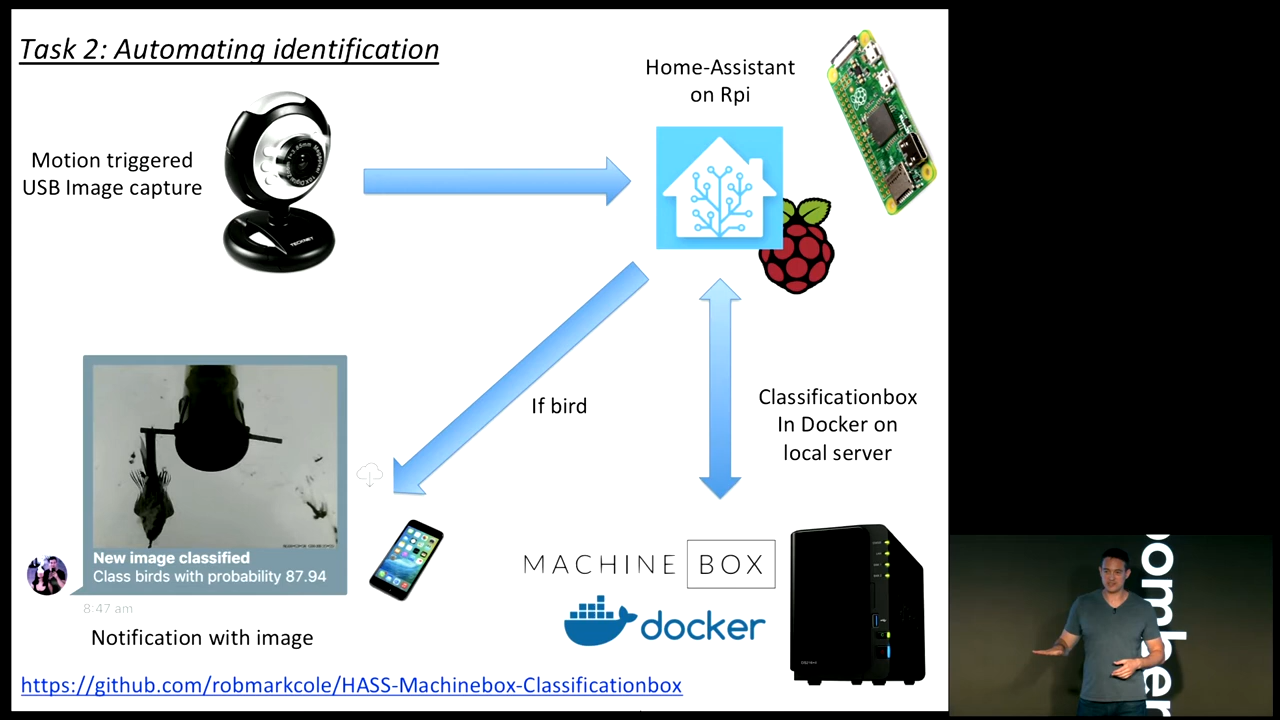 Task 2: Automating identification
Home-Assistant
on Rpi
Motion triggered
USB Image capture
TECKNET
If bird
Classificationbox
In Docker on
local server
New image classified
Class birds with probability 87.94
8:47 am
Notification with image
MACHINE BOX
docker
https://github.com/robmarkcole/HASS-Machinebox-Classificationbox
omber